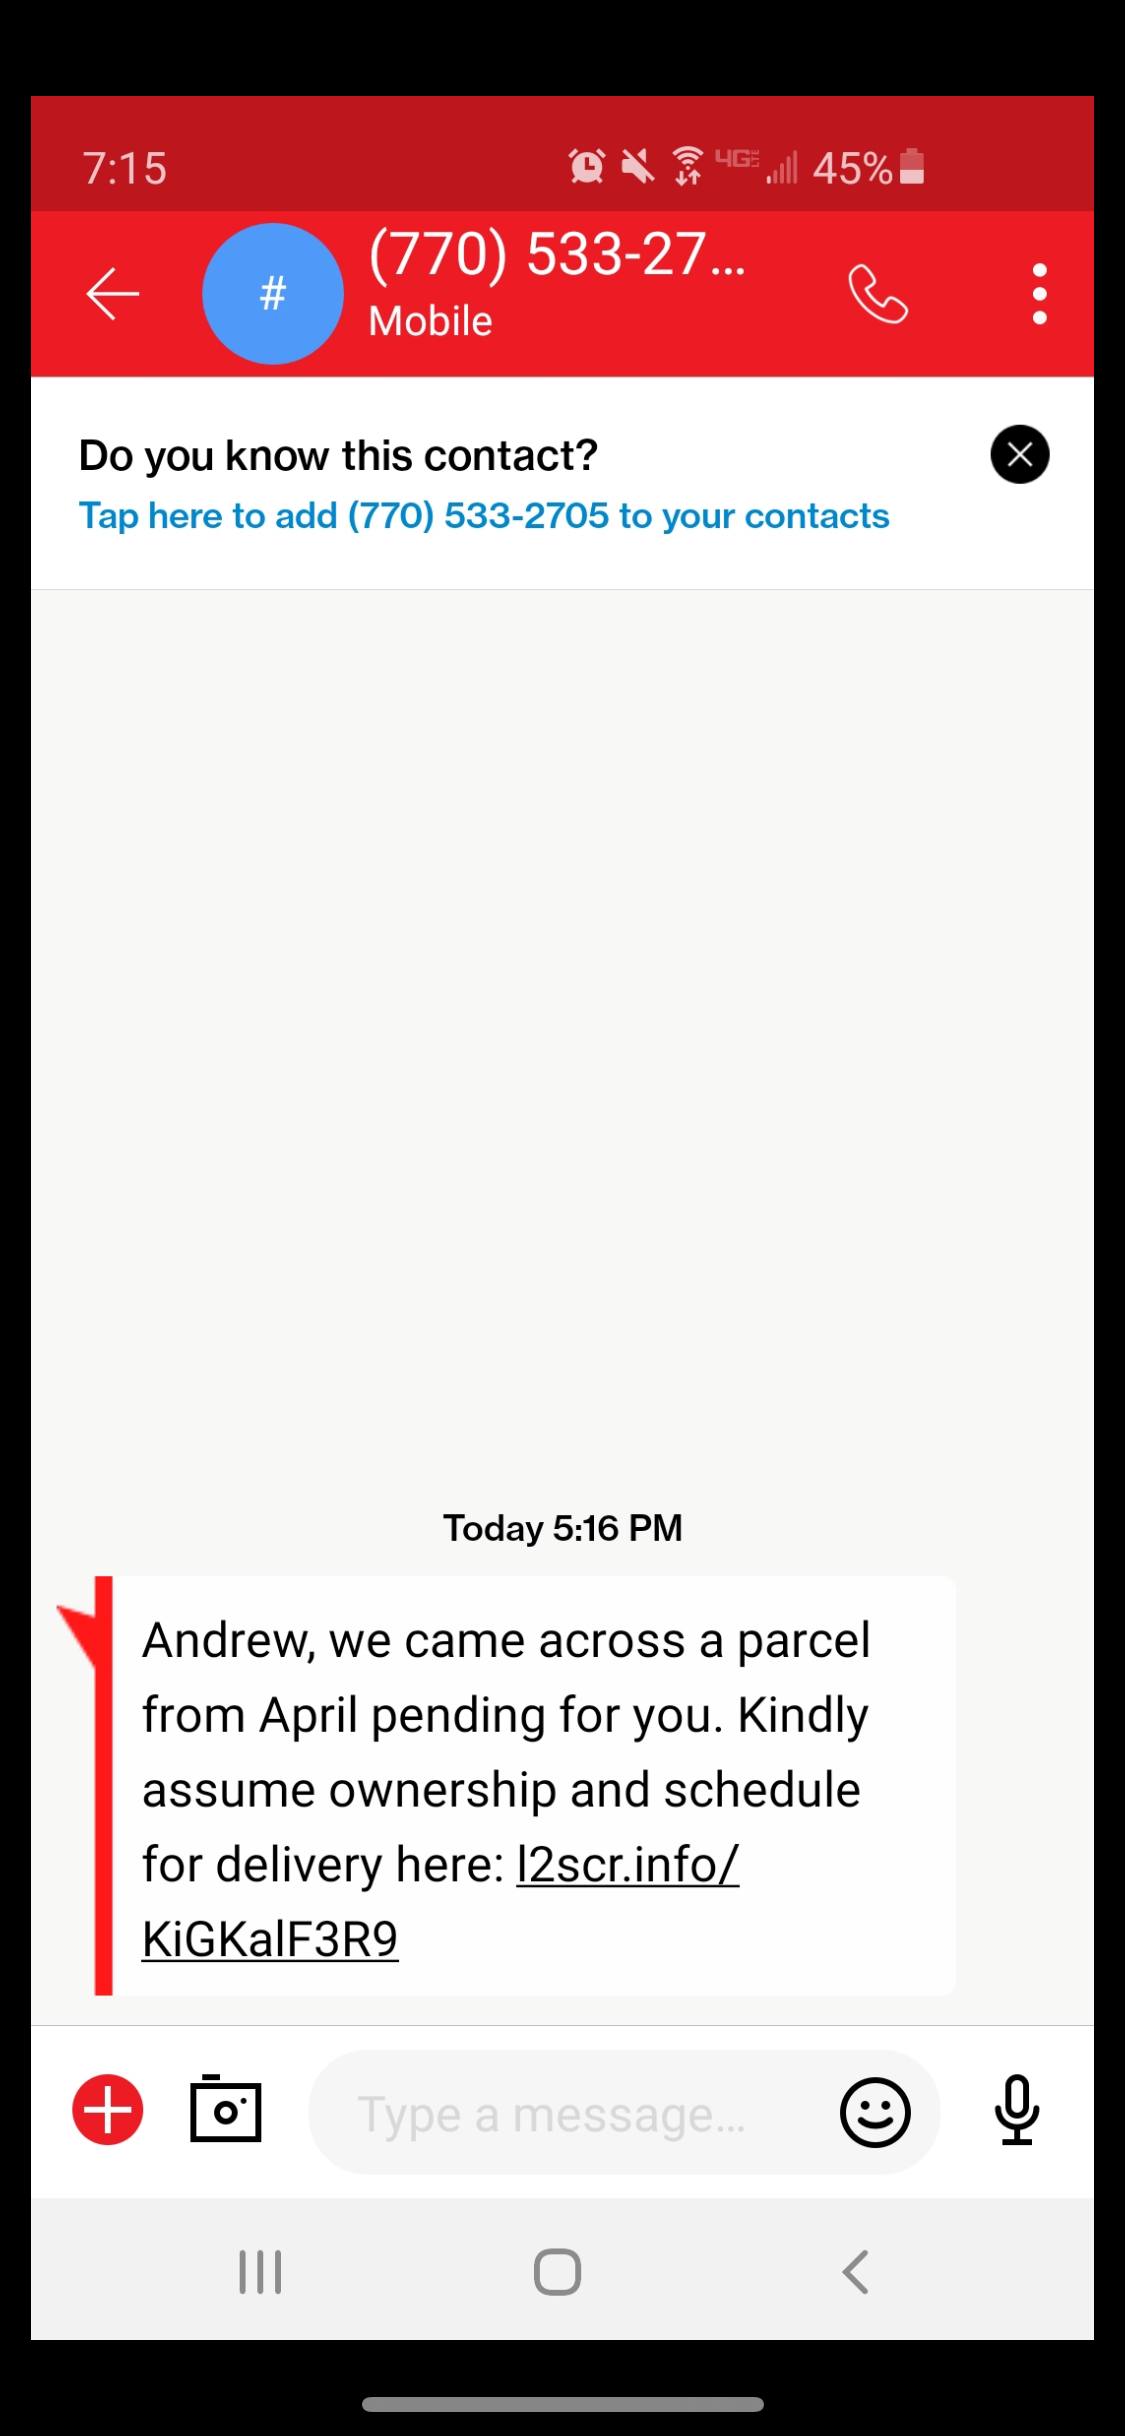 7:15
4G LTE 45%
#
(770) 533-27...
Mobile
Do you know this contact?
Tap here to add (770) 533-2705 to your contacts
Today 5:16 PM
Andrew, we came across a parcel
from April pending for you. Kindly
assume ownership and schedule
for delivery here: l2scr.info/
KiGKalF3R9
Type a message...